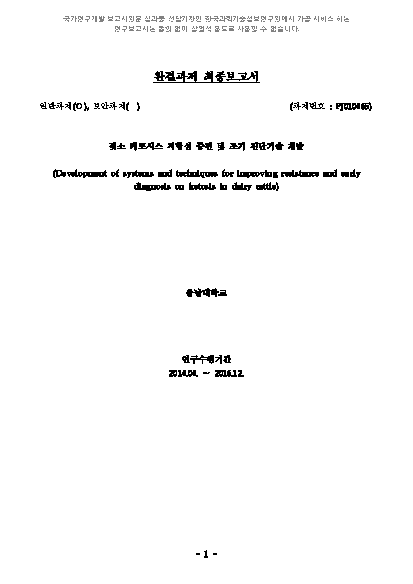 국가연구개발 보고서원문 성과물 전담기관인 한국과학기술정보연구원에서 가공·서비스 하는
연구보고서는 동의 없이 상업적 용도로 사용할 수 없습니다.
완결과제 최종보고서
일반과제(O), 보안과제( )
(과제번호 : PJ010465)
젖소 케토시스 저항성 증진 및 조기 진단기술 개발
(Development of systems and techniques for improving resistance and early
diagnosis on ketosis in dairy cattle)
충남대학교
연구수행기간
2014.04. ~ 2016.12.
- 1 -